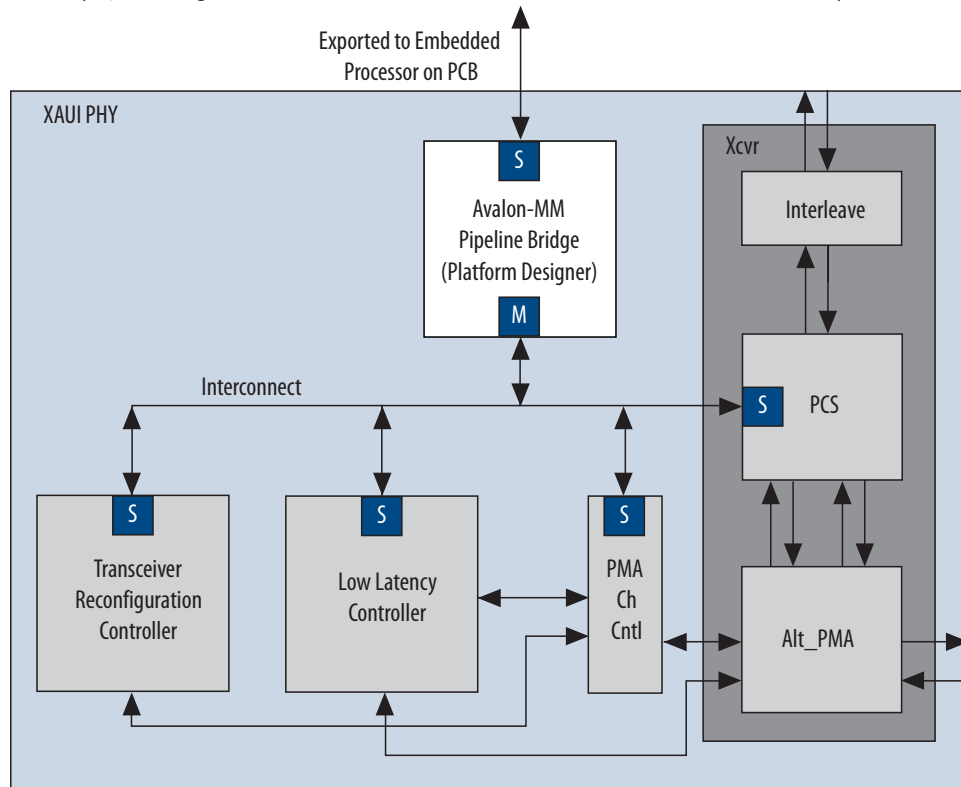 Exported to Embedded
Processor on PCB
XAUI PHY
Xcvr
S
Interleave
Avalon-MM
Pipeline Bridge
(Platform Designer)
M
Interconnect
S
PCS
S
S
S
Transceiver
Reconfiguration
Controller
Low Latency
Controller
PMA
Ch
Cntl
Alt_PMA